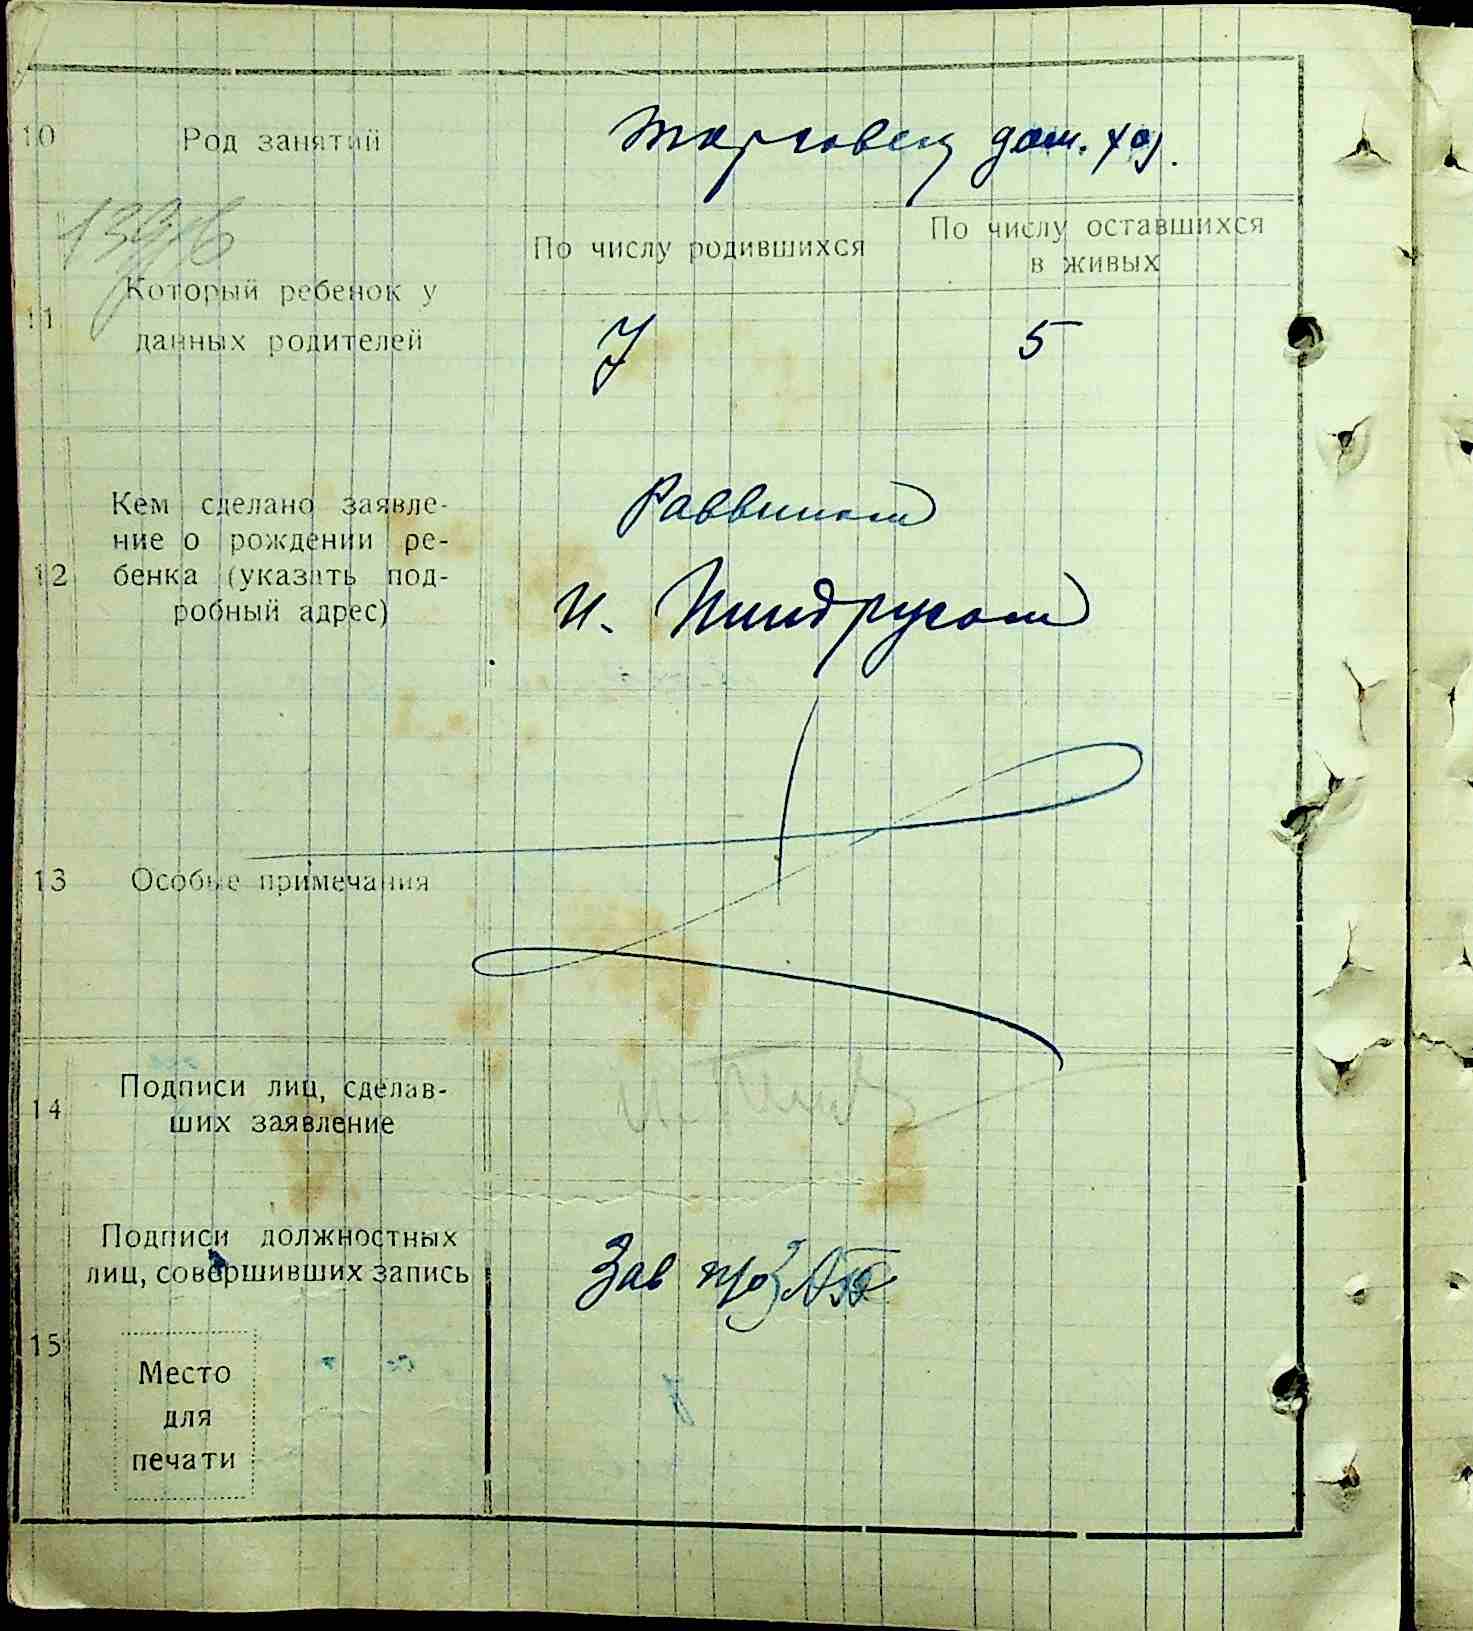 10 Род занятий Торговец дом. хоз.
По числу родившихся По числу оставшихся
в живых
11 Который ребенок у
данных родителей 7 5
Кем сделано заявле-
ние о рождении ре-
12 бенка (указать под-
робный адрес)
Раввином
И. Пиндрусом
13 Особые примечания
14 Подписи лиц, сделав-
ших заявление
Подписи должностных
лиц, совершивших запись
Зав
15
Место
для
печати